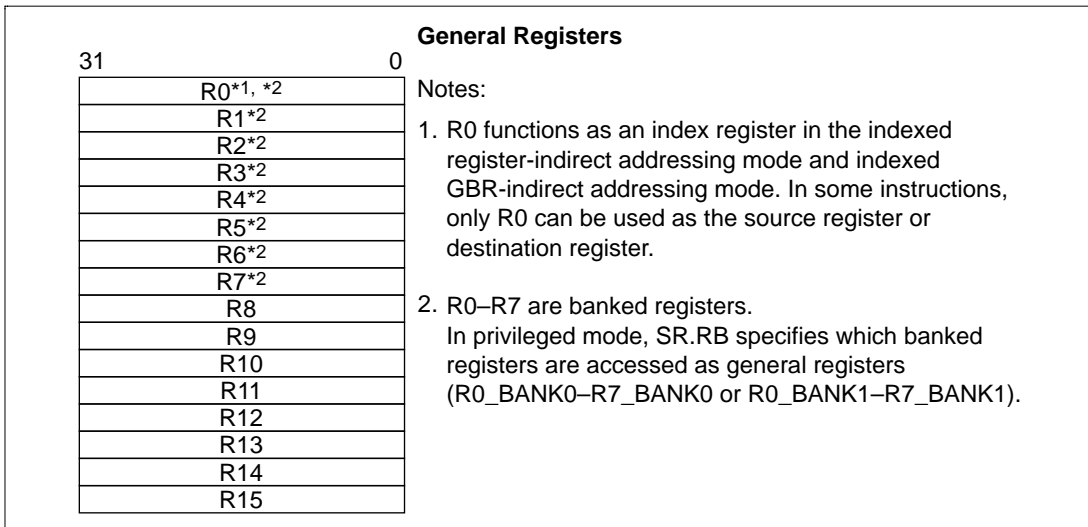 General Registers
31 0
R0*1, *2
R1*2
R2*2
R3*2
R4*2
R5*2
R6*2
R7*2
R8
R9
R10
R11
R12
R13
R14
R15
Notes:
1. R0 functions as an index register in the indexed
register-indirect addressing mode and indexed
GBR-indirect addressing mode. In some instructions,
only R0 can be used as the source register or
destination register.
2. R0–R7 are banked registers.
In privileged mode, SR.RB specifies which banked
registers are accessed as general registers
(R0_BANK0–R7_BANK0 or R0_BANK1–R7_BANK1).